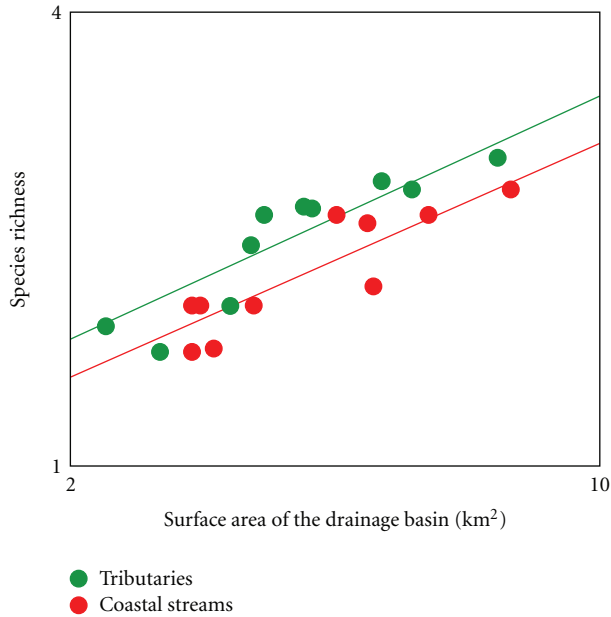 4
Species richness
1
2
10
Surface area of the drainage basin (km²)
Tributaries
Coastal streams